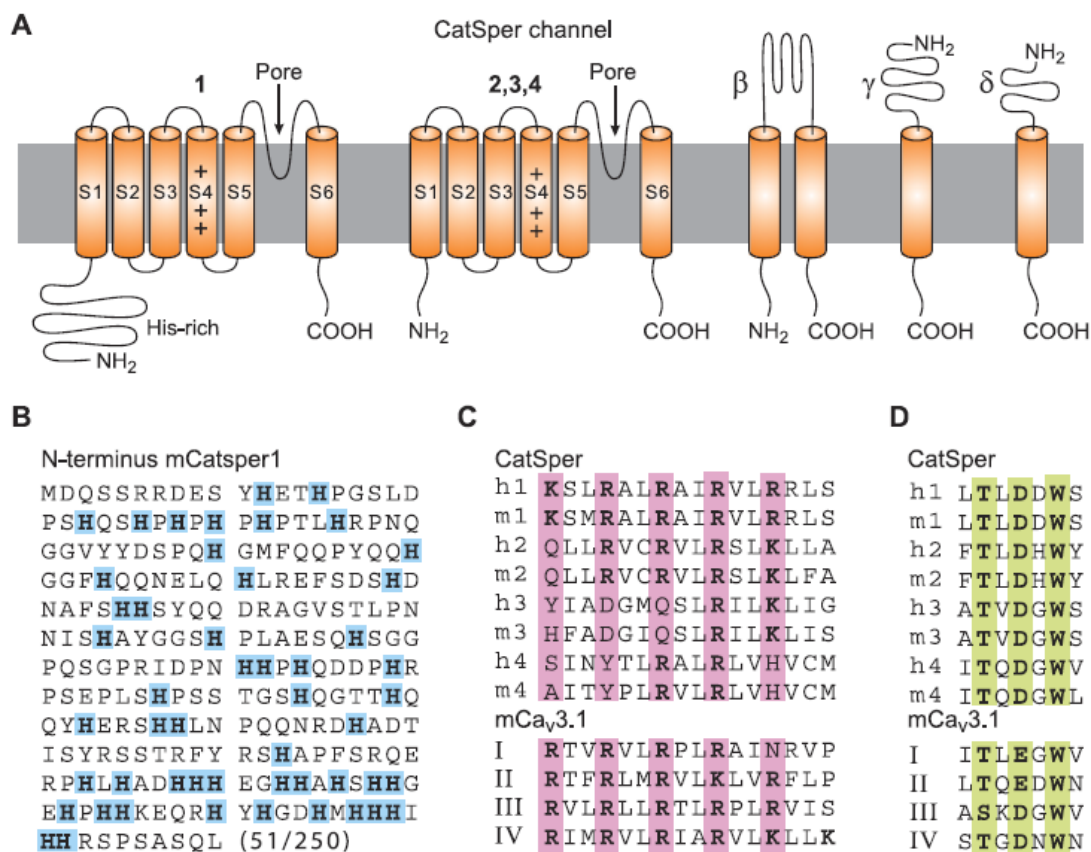 A
CatSper channel
1
Pore
2,3,4
Pore
β
γ
NH2
δ
NH2
S1 S2 S3 S4 S5 S6
+ + +
S1 S2 S3 S4 S5 S6
+ + +
His-rich
NH2
COOH
NH2
COOH
NH2
COOH
COOH
COOH
B
N-terminus mCatsper1
MDQSSRRDES YHETHPGSLD
PSHQSHPHPH PHPTLHRPNQ
GGVYYDSPQH GMFQQPYQQH
GGFHQQNELQ HLREFSDSHD
NAFSHHSYQQ DRAGVSTLPN
NISHAYGGSH PLAESQHSGG
PQSGPRIDPN HHPHQDDPHR
PSEPLSHPSS TGSHQGTTHQ
QYHERSHHLN PQQNRDHADT
ISYRSSTRFY RSHAPFSRQE
RPHLHADHHH EGHHAHSHHG
EHPHHKEQRH YHGDHMHHHI
HHRSPSASQL (51/250)
C
CatSper
h1 KSLRALRAIRVLRRLS
m1 KSMRALRAIRVLRRLS
h2 QLLRVCRVLRSLKLLA
m2 QLLRVCRVLRSLKLFA
h3 YIADGMQSLRILKLIG
m3 HFADGIQSLRILKLIS
h4 SINYTLRALRLVHVCM
m4 AITYPLRVLRLVHVCM
mCaV3.1
I RTVRVLRPLRAINRVP
II RTFRLMRVLKLVRFLP
III RVLRLLRTLRPLRVIS
IV RIMRVLRIARVLKLLK
D
CatSper
h1 LTLDDWS
m1 LTLDDWS
h2 FTLDHWY
m2 FTLDHWY
h3 ATVDGWS
m3 ATVDGWS
h4 ITQDGWV
m4 ITQDGWL
mCaV3.1
I ITLEGWV
II LTQEDWN
III ASKDGWV
IV STGDNWN